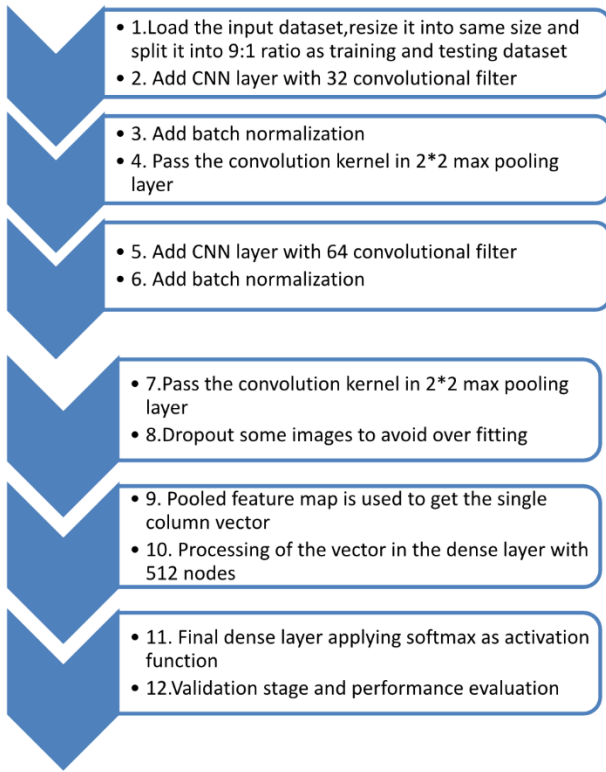 • 1.Load the input dataset,resize it into same size and
split it into 9:1 ratio as training and testing dataset
• 2. Add CNN layer with 32 convolutional filter
• 3. Add batch normalization
• 4. Pass the convolution kernel in 2*2 max pooling
layer
• 5. Add CNN layer with 64 convolutional filter
• 6. Add batch normalization
• 7.Pass the convolution kernel in 2*2 max pooling
layer
• 8.Dropout some images to avoid over fitting
• 9. Pooled feature map is used to get the single
column vector
• 10. Processing of the vector in the dense layer with
512 nodes
• 11. Final dense layer applying softmax as activation
function
• 12.Validation stage and performance evaluation